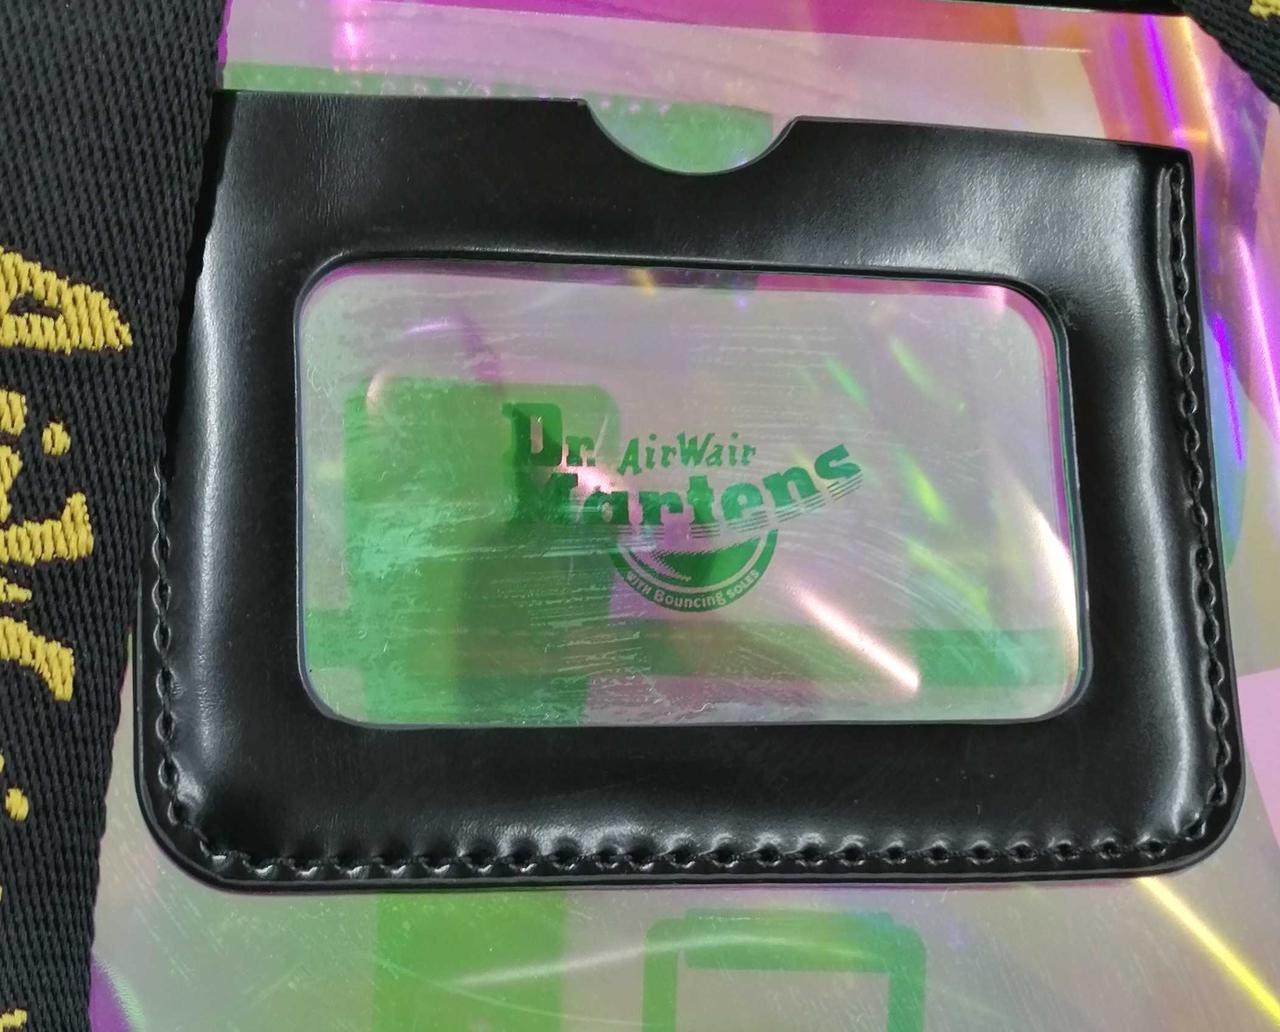 Dr. AirWair
Martens
WITH Bouncing SOLES